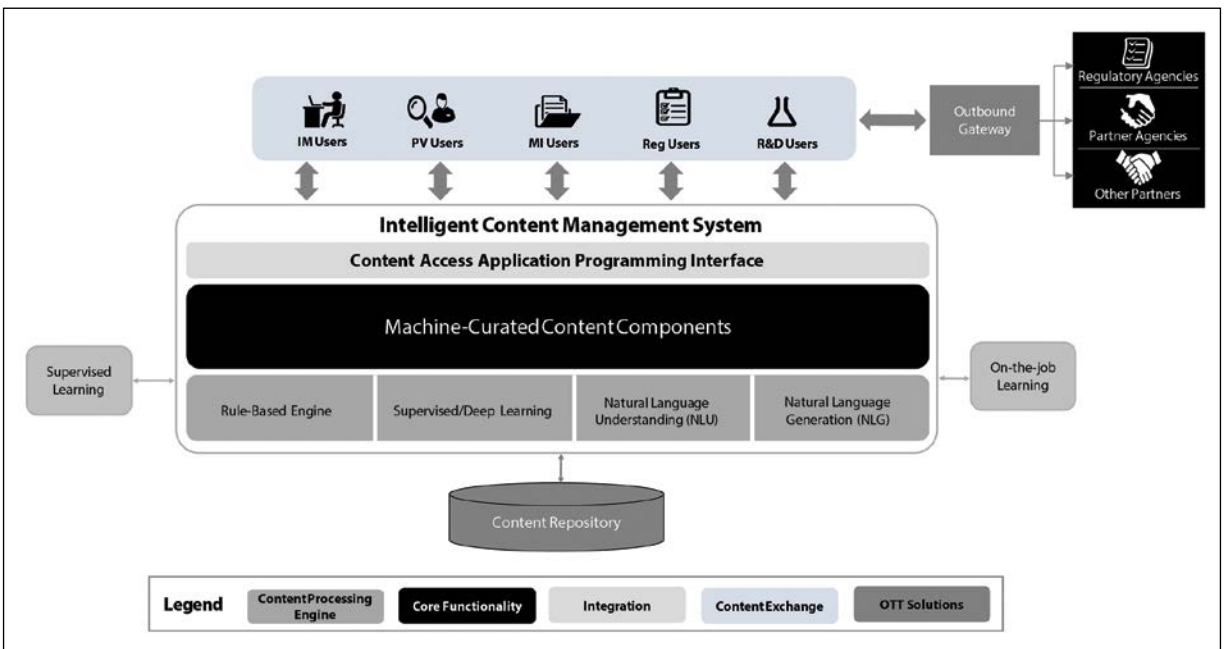 Regulatory Agencies
Partner Agencies
Other Partners
Outbound
Gateway
IM Users
PV Users
MI Users
Reg Users
R&D Users
Intelligent Content Management System
Content Access Application Programming Interface
Machine-Curated Content Components
Supervised
Learning
On-the-job
Learning
Rule-Based Engine
Supervised/Deep Learning
Natural Language
Understanding (NLU)
Natural Language
Generation (NLG)
Content Repository
Legend
Content Processing
Engine
Core Functionality
Integration
Content Exchange
OTT Solutions